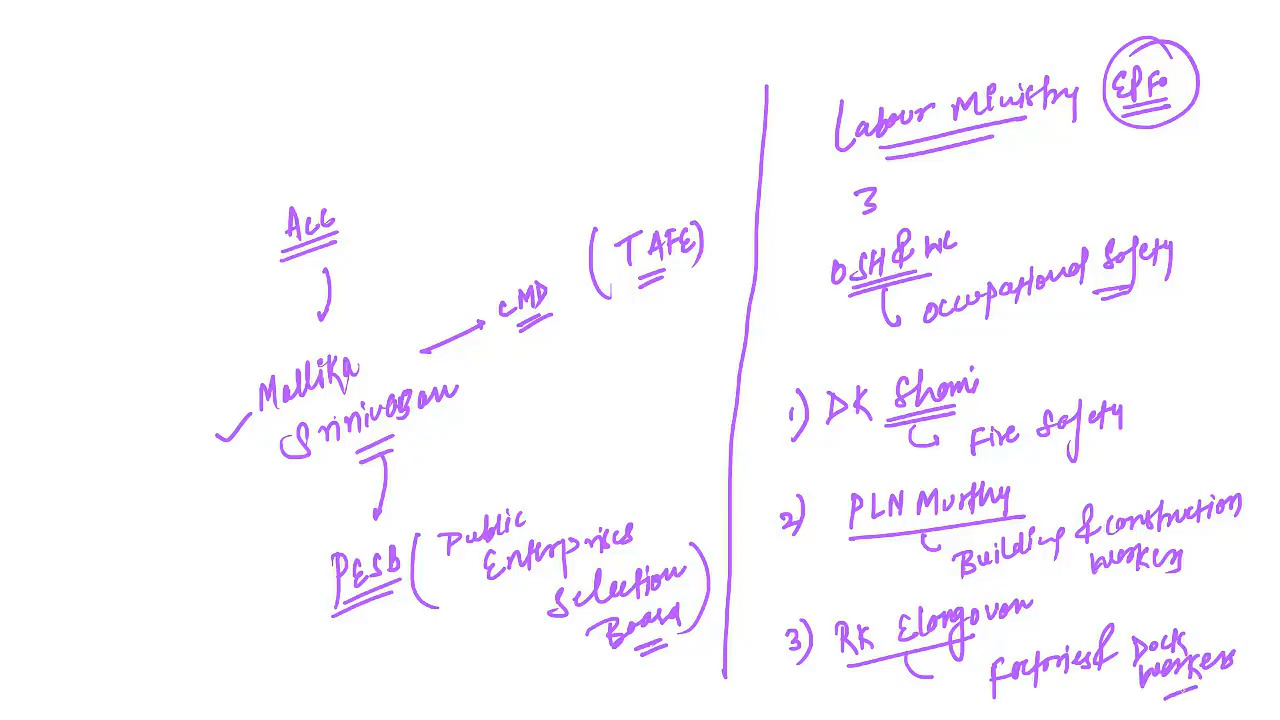 ACC
Mallika
Srinivasan
CMD
(TAFE)
PESB (Public
Enterprises
Selection
Board)
Labour Ministry EPFO
3
OSH & WC
Occupational Safety
1) DK Shami
Fire Safety
2) PLN Murthy
Building & construction
workers
3) RK Elangovan
factories & Dock
workers